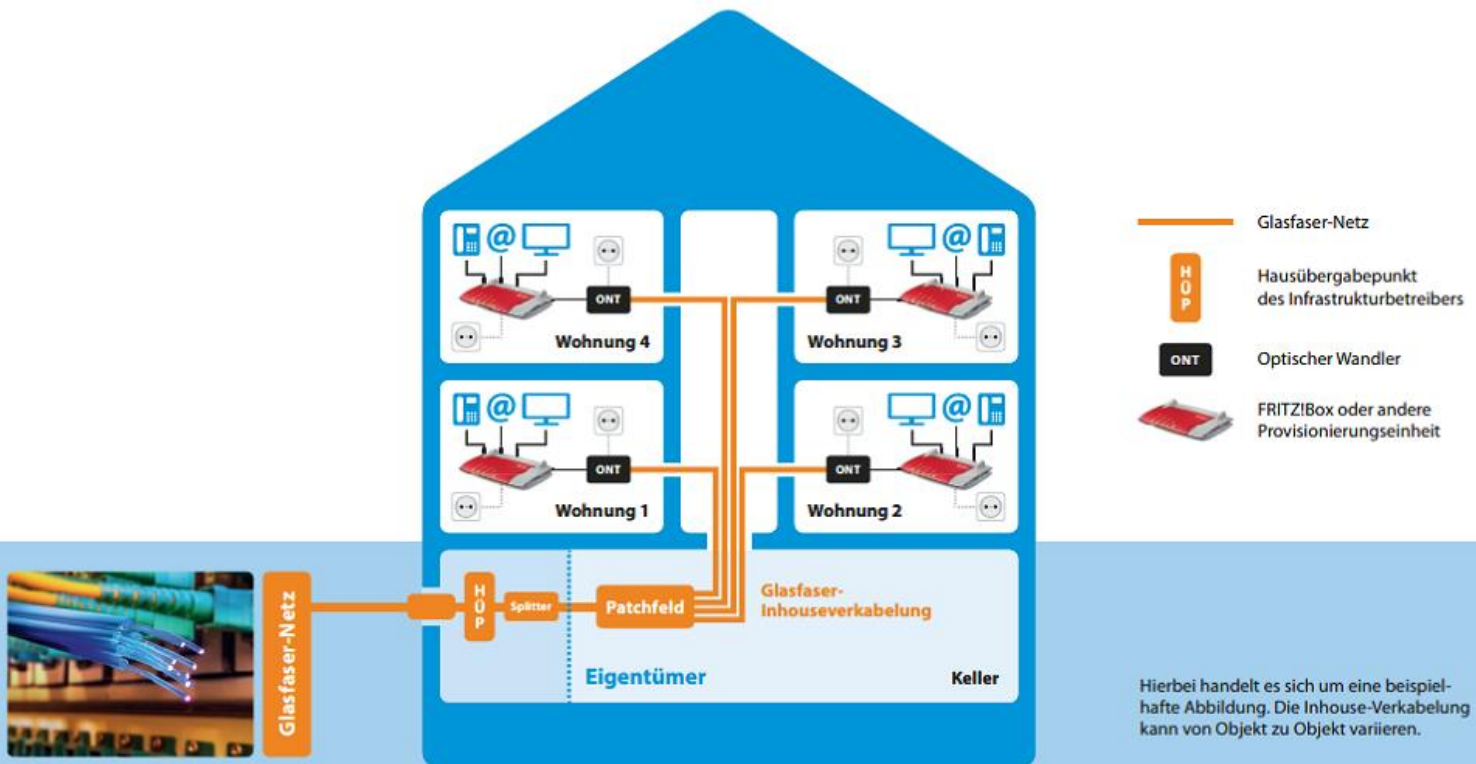 @
@
ONT
ONT
Wohnung 4
Wohnung 3
@
@
ONT
ONT
Wohnung 1
Wohnung 2
Glasfaser-Netz
HÜP
Splitter
Patchfeld
Glasfaser-
Inhouseverkabelung
Eigentümer
Keller
Glasfaser-Netz
HÜP
Hausübergabepunkt
des Infrastrukturbetreibers
ONT
Optischer Wandler
FRITZ!Box oder andere
Provisionierungseinheit
Hierbei handelt es sich um eine beispiel-
hafte Abbildung. Die Inhouse-Verkabelung
kann von Objekt zu Objekt variieren.